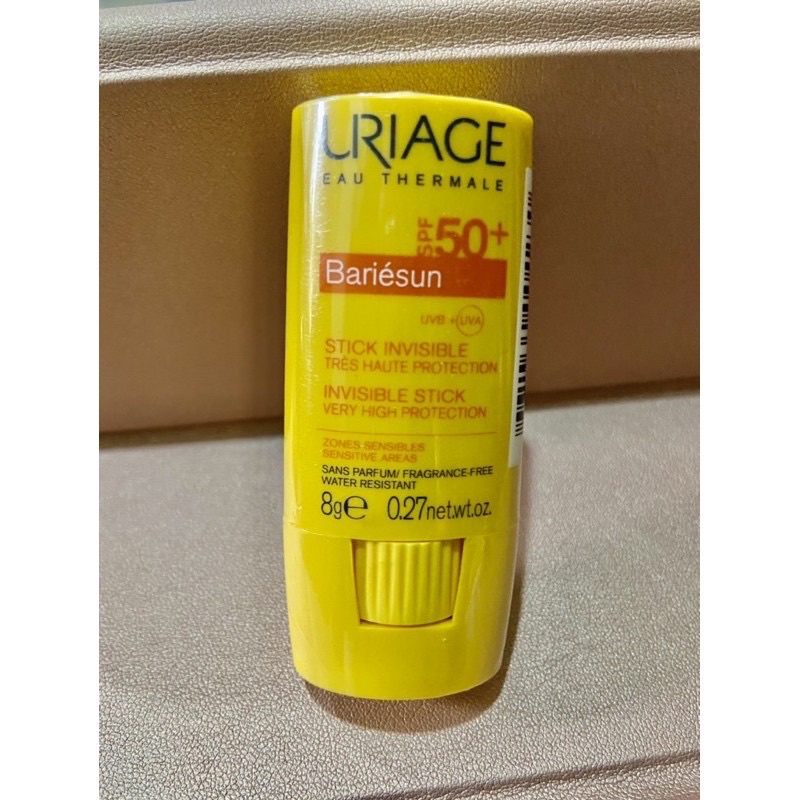 URIAGE
EAU THERMALE
SPF 50+
Bariésun
UVB + UVA
STICK INVISIBLE
TRÈS HAUTE PROTECTION
INVISIBLE STICK
VERY HIGH PROTECTION
ZONES SENSIBLES
SENSITIVE AREAS
SANS PARFUM/ FRAGRANCE-FREE
WATER RESISTANT
8g℮ 0.27net.wt.oz.